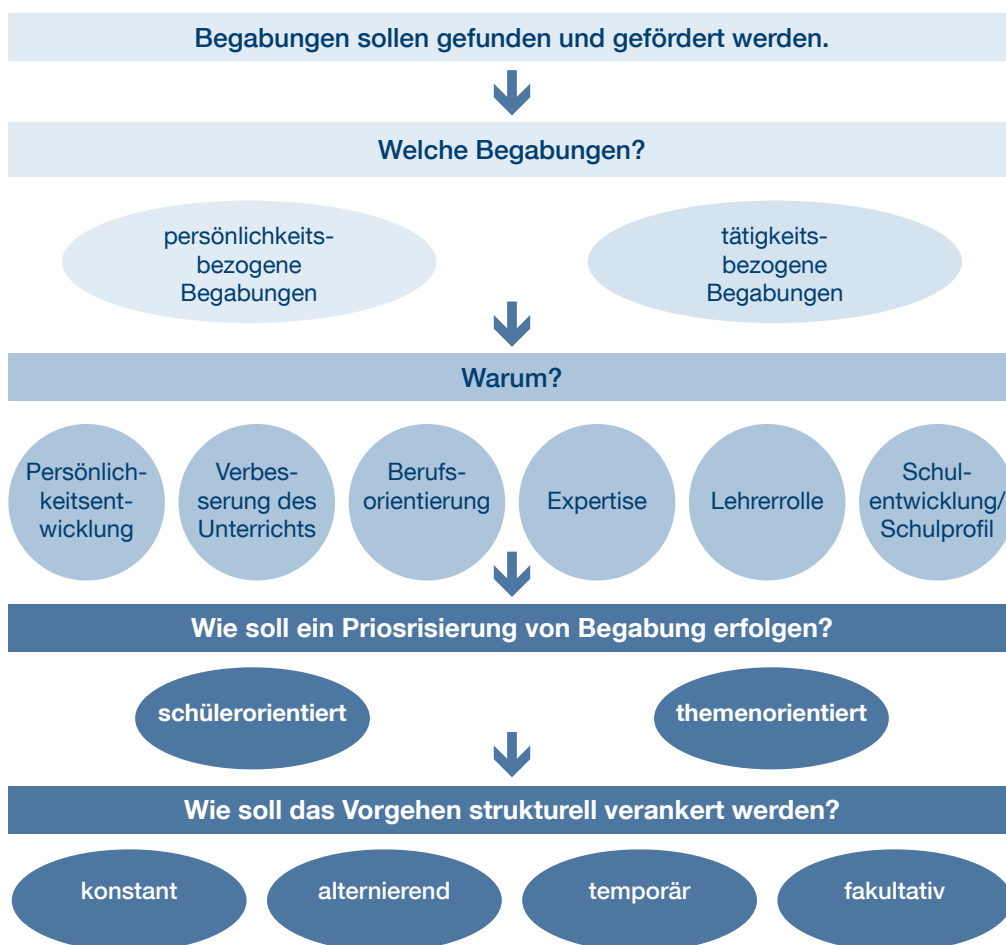 Begabungen sollen gefunden und gefördert werden.
Welche Begabungen?
persönlichkeits-
bezogene
Begabungen
tätigkeits-
bezogene
Begabungen
Warum?
Persönlich-
keitsent-
wicklung
Verbes-
serung des
Unterrichts
Berufs-
orientierung
Expertise
Lehrerrolle
Schul-
entwicklung/
Schulprofil
Wie soll ein Priosrisierung von Begabung erfolgen?
schülerorientiert
themenorientiert
Wie soll das Vorgehen strukturell verankert werden?
konstant
alternierend
temporär
fakultativ